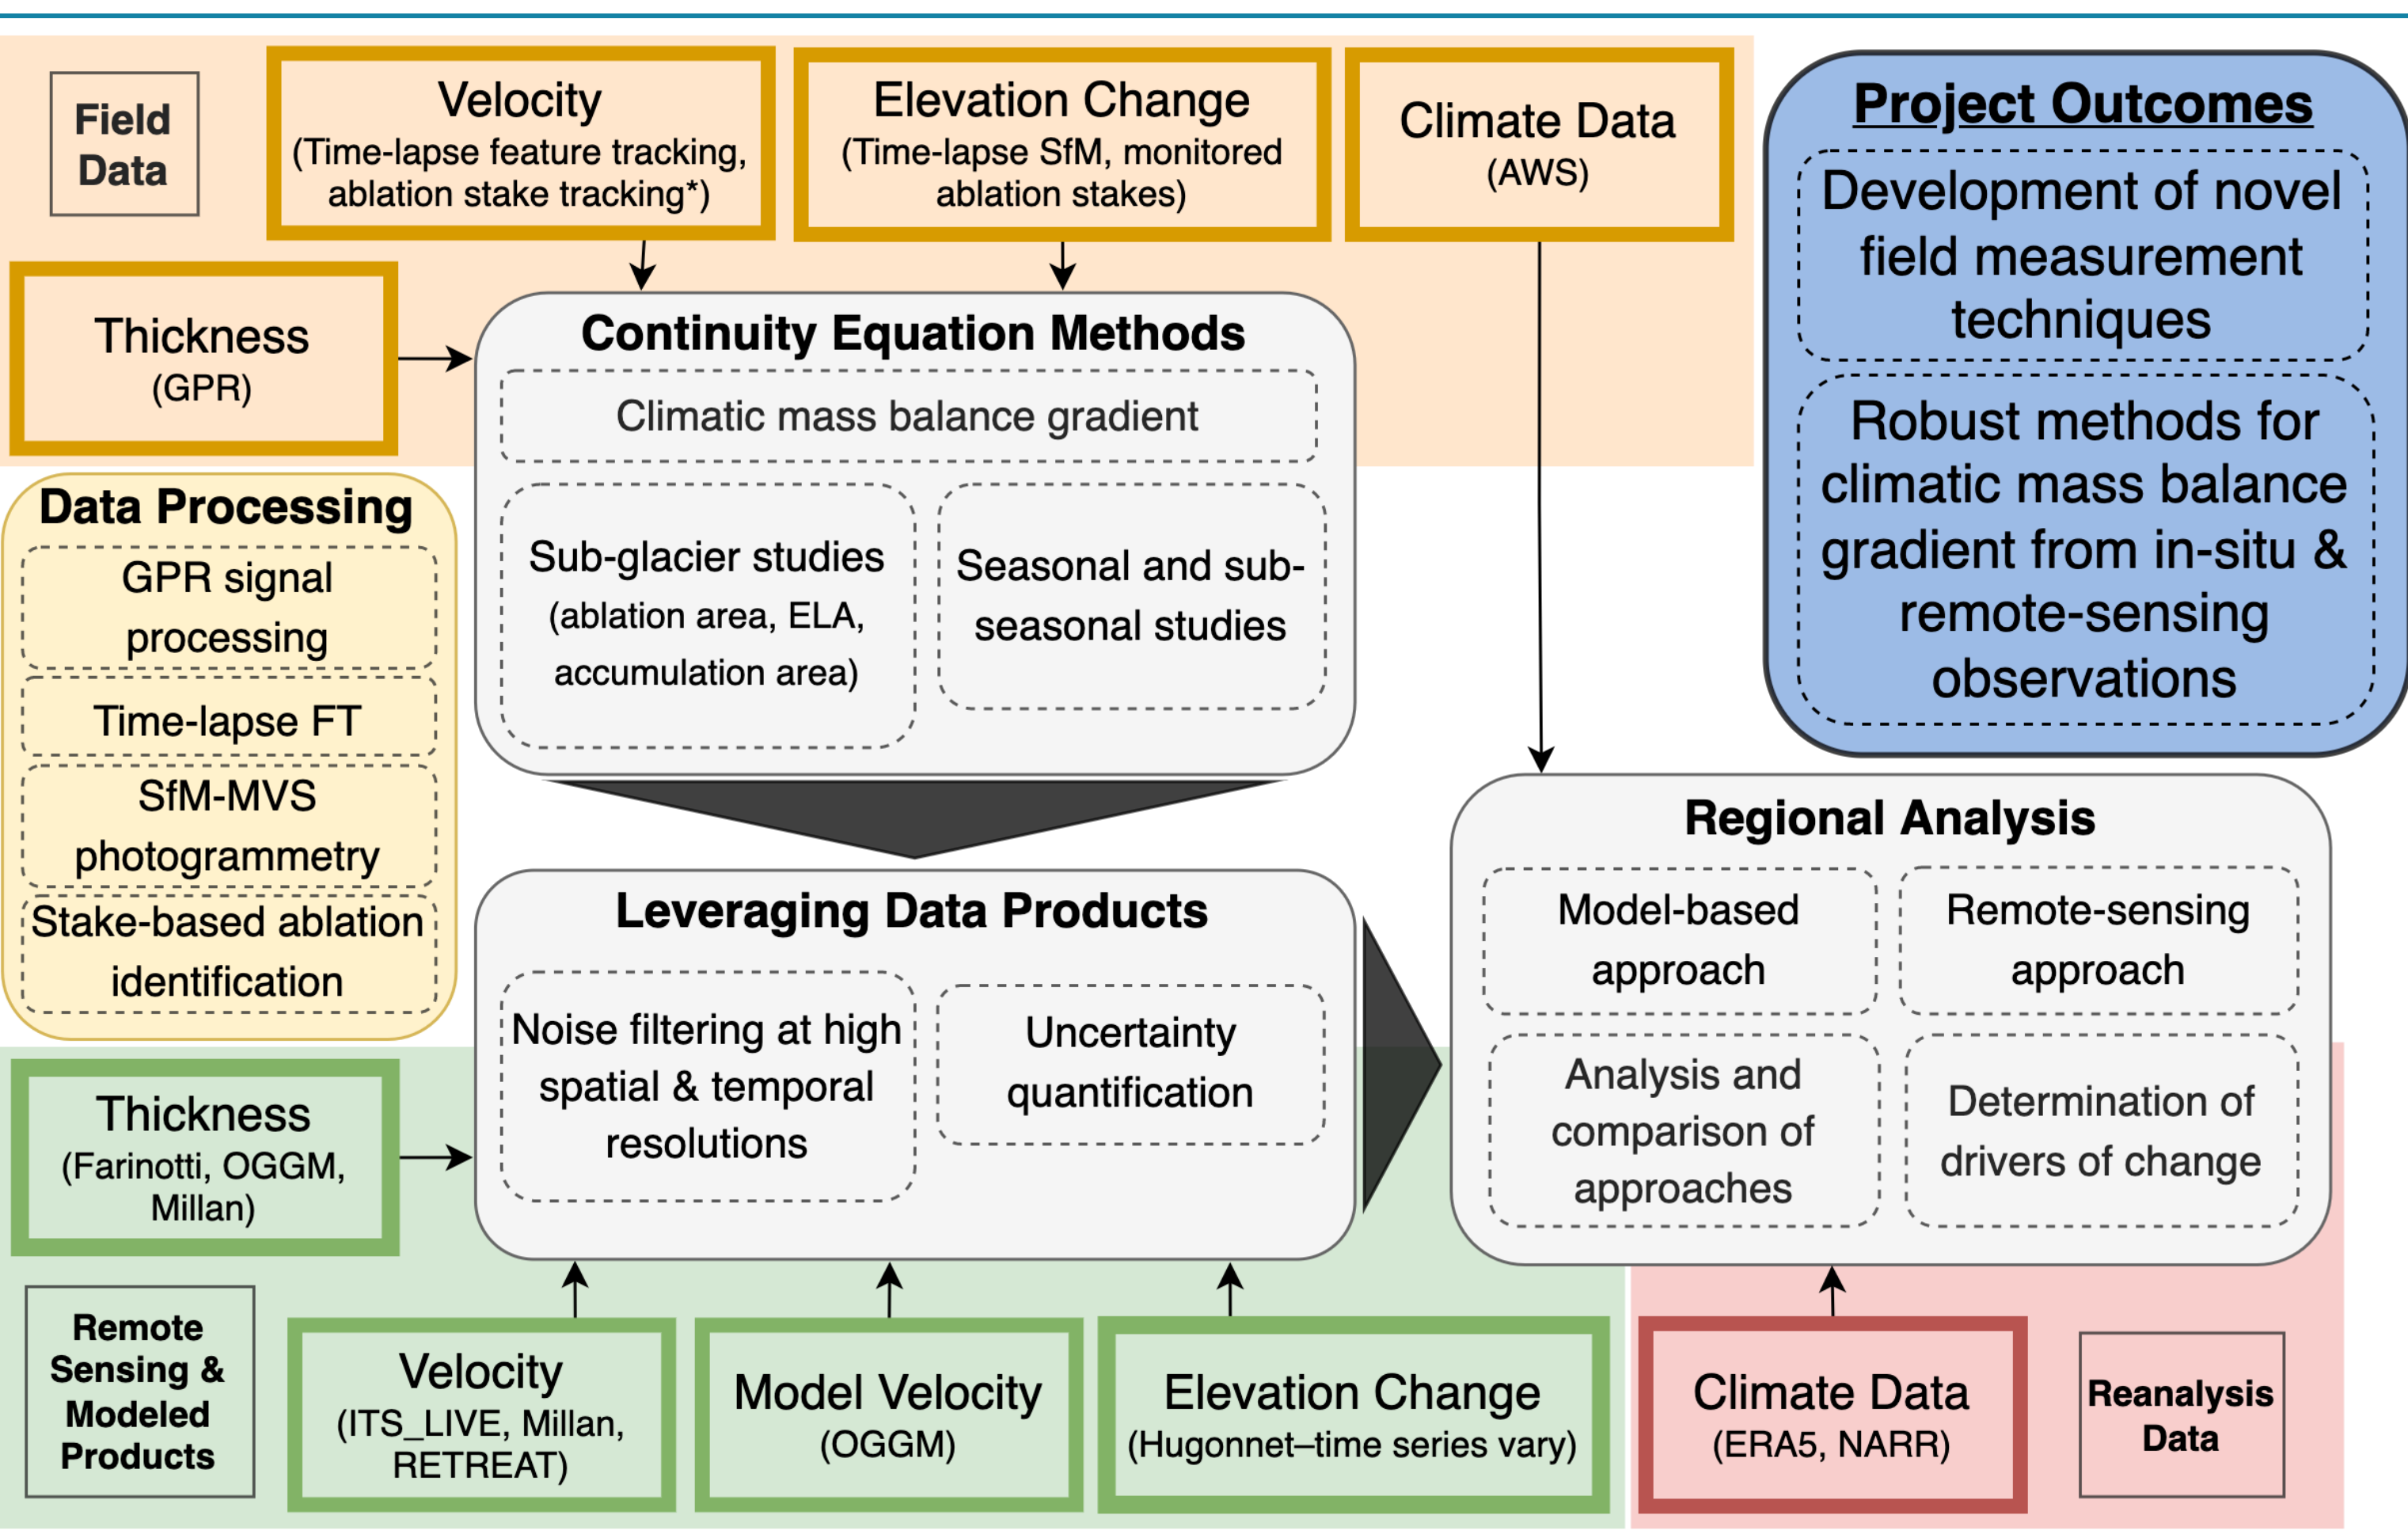 Field
Data
Velocity
(Time-lapse feature tracking,
ablation stake tracking*)
Elevation Change
(Time-lapse SfM, monitored
ablation stakes)
Climate Data
(AWS)
Project Outcomes
Development of novel
field measurement
techniques
Robust methods for
climatic mass balance
gradient from in-situ &
remote-sensing
observations
Thickness
(GPR)
Continuity Equation Methods
Climatic mass balance gradient
Sub-glacier studies
(ablation area, ELA,
accumulation area)
Seasonal and sub-
seasonal studies
Data Processing
GPR signal
processing
Time-lapse FT
SfM-MVS
photogrammetry
Stake-based ablation
identification
Leveraging Data Products
Noise filtering at high
spatial & temporal
resolutions
Uncertainty
quantification
Regional Analysis
Model-based
approach
Remote-sensing
approach
Analysis and
comparison of
approaches
Determination of
drivers of change
Thickness
(Farinotti, OGGM,
Millan)
Remote
Sensing &
Modeled
Products
Velocity
(ITS_LIVE, Millan,
RETREAT)
Model Velocity
(OGGM)
Elevation Change
(Hugonnet–time series vary)
Climate Data
(ERA5, NARR)
Reanalysis
Data